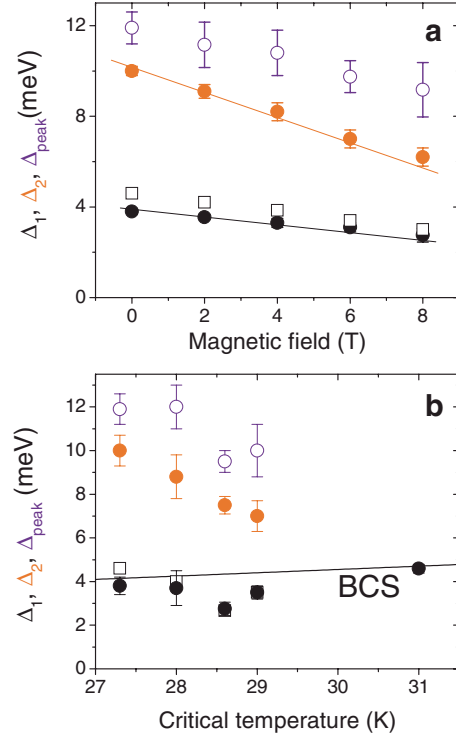 a
12
8
4
0
0 2 4 6 8
Magnetic field (T)
Δ₁, Δ₂, Δpeak(meV)
b
14
12
10
8
6
4
2
0
BCS
27 28 29 30 31
Critical temperature (K)
Δ₁, Δ₂, Δpeak (meV)